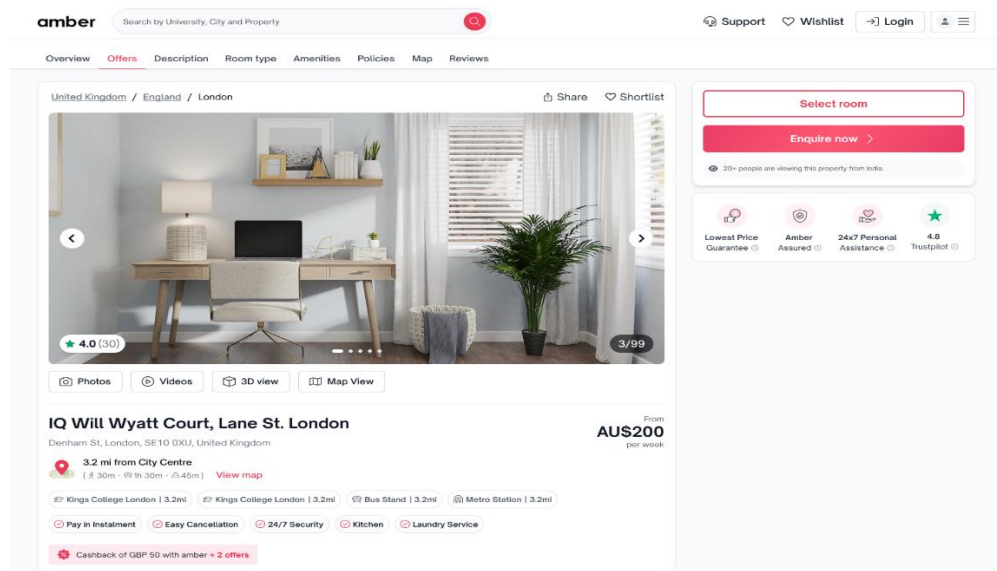 amber
Search by University, City and Property
Support
Wishlist
Login
Overview Offers Description Room type Amenities Policies Map Reviews
United Kingdom / England / London
Share
Shortlist
4.0 (30)
3/99
Photos
Videos
3D view
Map View
IQ Will Wyatt Court, Lane St. London
Denham St, London, SE10 0XU, United Kingdom
From
AU$200
per week
3.2 mi from City Centre
( 30m - 1h 30m - 45m ) View map
Kings College London | 3.2mi
Kings College London | 3.2mi
Bus Stand | 3.2mi
Metro Station | 3.2mi
Pay in Instalment
Easy Cancellation
24/7 Security
Kitchen
Laundry Service
Cashback of GBP 50 with amber + 2 offers
Select room
Enquire now
20+ people are viewing this property from India.
Lowest Price
Guarantee
Amber
Assured
24x7 Personal
Assistance
4.8
Trustpilot